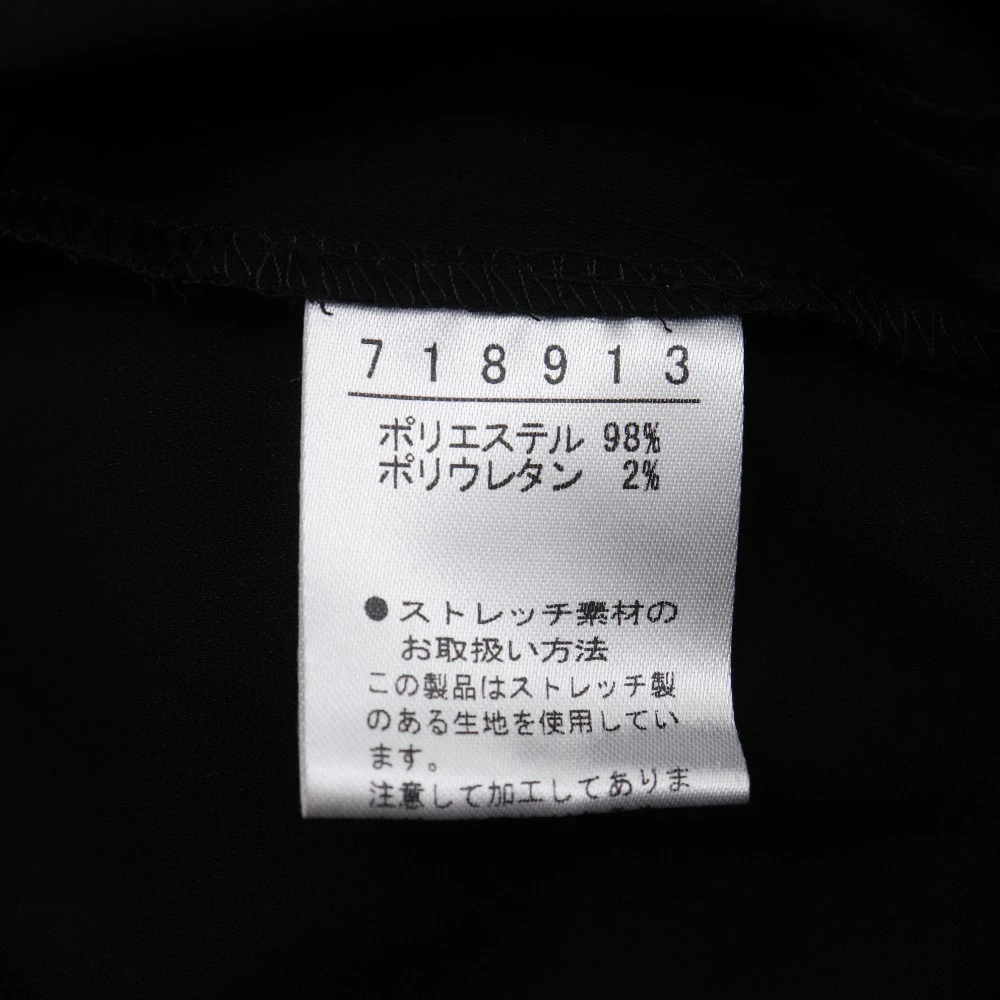 718913
ポリエステル 98%
ポリウレタン 2%
●ストレッチ素材の
お取扱い方法
この製品はストレッチ製
のある生地を使用してい
ます。
注意して加工してありま